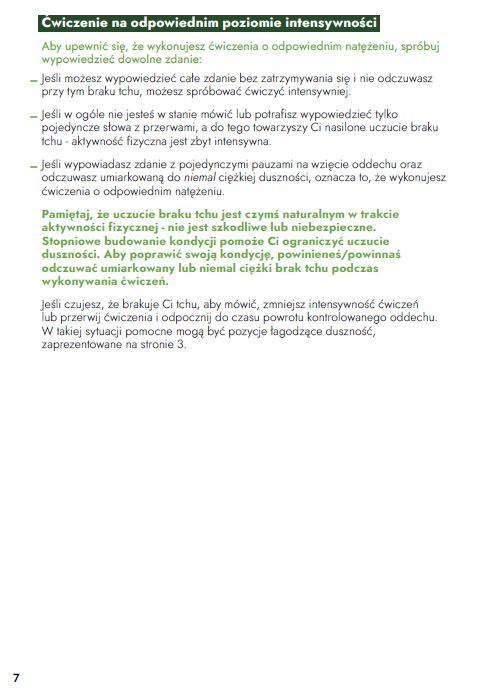 Ćwiczenie na odpowiednim poziomie intensywności
Aby upewnić się, że wykonujesz ćwiczenia o odpowiednim natężeniu, spróbuj
wypowiedzieć dowolne zdanie:
– Jeśli możesz wypowiedzieć całe zdanie bez zatrzymywania się i nie odczuwasz
przy tym braku tchu, możesz spróbować ćwiczyć intensywniej.
– Jeśli w ogóle nie jesteś w stanie mówić lub potrafisz wypowiedzieć tylko
pojedyncze słowa z przerwami, a do tego towarzyszy Ci nasilone uczucie braku
tchu - aktywność fizyczna jest zbyt intensywna.
– Jeśli wypowiadasz zdanie z pojedynczymi pauzami na wzięcie oddechu oraz
odczuwasz umiarkowaną do niemal ciężkiej duszności, oznacza to, że wykonujesz
ćwiczenia o odpowiednim natężeniu.
Pamiętaj, że uczucie braku tchu jest czymś naturalnym w trakcie
aktywności fizycznej - nie jest szkodliwe lub niebezpieczne.
Stopniowe budowanie kondycji pomoże Ci ograniczyć uczucie
duszności. Aby poprawić swoją kondycję, powinieneś/powinnaś
odczuwać umiarkowany lub niemal ciężki brak tchu podczas
wykonywania ćwiczeń.
Jeśli czujesz, że brakuje Ci tchu, aby mówić, zmniejsz intensywność ćwiczeń
lub przerwij ćwiczenia i odpocznij do czasu powrotu kontrolowanego oddechu.
W takiej sytuacji pomocne mogą być pozycje łagodzące duszność,
zaprezentowane na stronie 3.
7